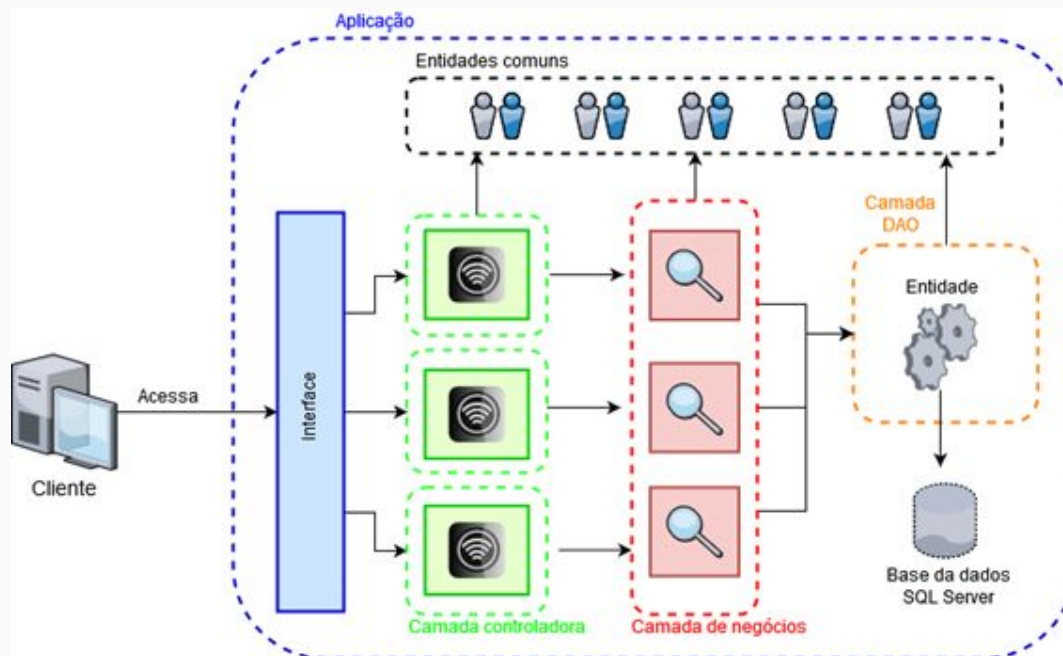 Aplicação
Entidades comuns
Camada
DAO
Entidade
Interface
Acessa
Cliente
Base da dados
SQL Server
Camada controladora
Camada de negócios